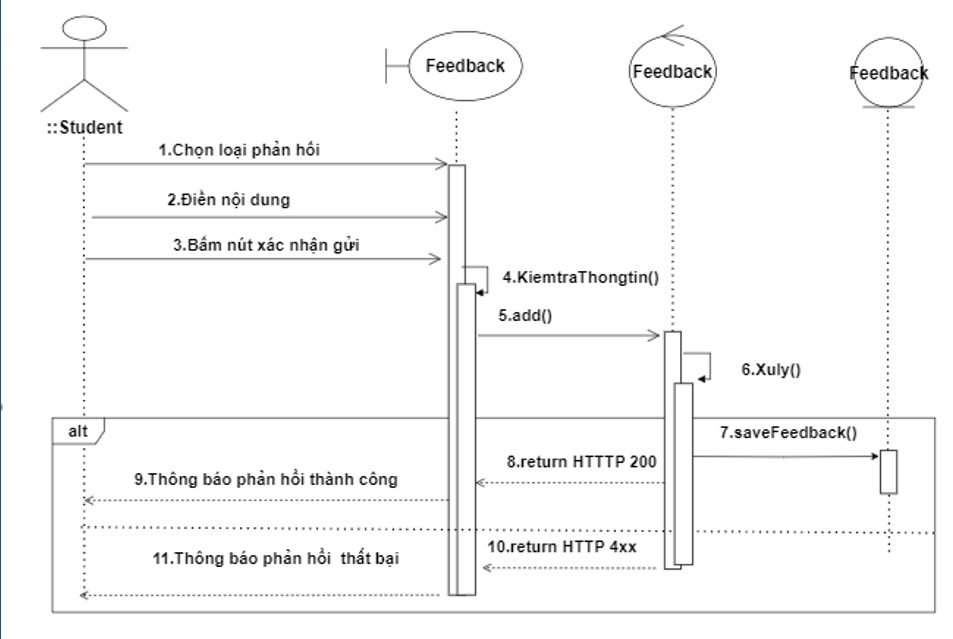 Feedback
Feedback
Feedback
::Student
1.Chọn loại phản hồi
2.Điền nội dung
3.Bấm nút xác nhận gửi
4.KiemtraThongtin()
5.add()
6.Xuly()
alt
7.saveFeedback()
8.return HTTTP 200
9.Thông báo phản hồi thành công
10.return HTTP 4xx
11.Thông báo phản hồi thất bại